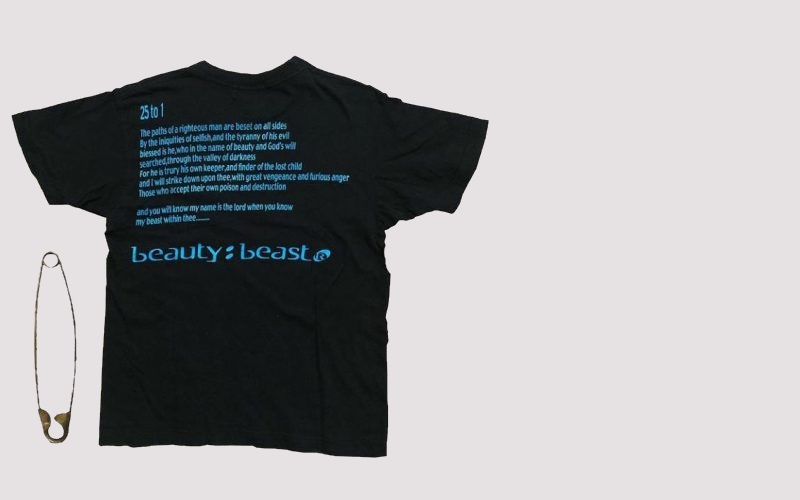 25 to 1
The paths of a righteous man are beset on all sides
By the iniquities of selfish,and the tyranny of his evil
blessed is he,who in the name of beauty and God's will
searched,through the valley of darkness
For he is trury his own keeper,and finder of the lost child
and I will strike down upon thee,with great vengeance and furious anger
Those who accept their own poison and destruction
and you will know my name is the lord when you know
my beast within thee........
beauty:beast